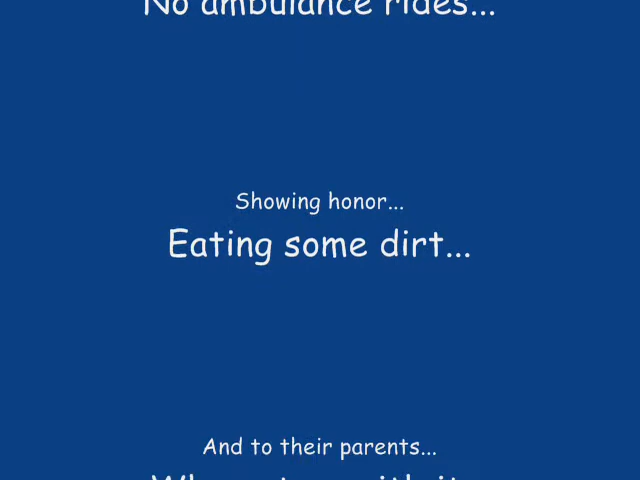 No ambulance rides...
Showing honor...
Eating some dirt...
And to their parents...